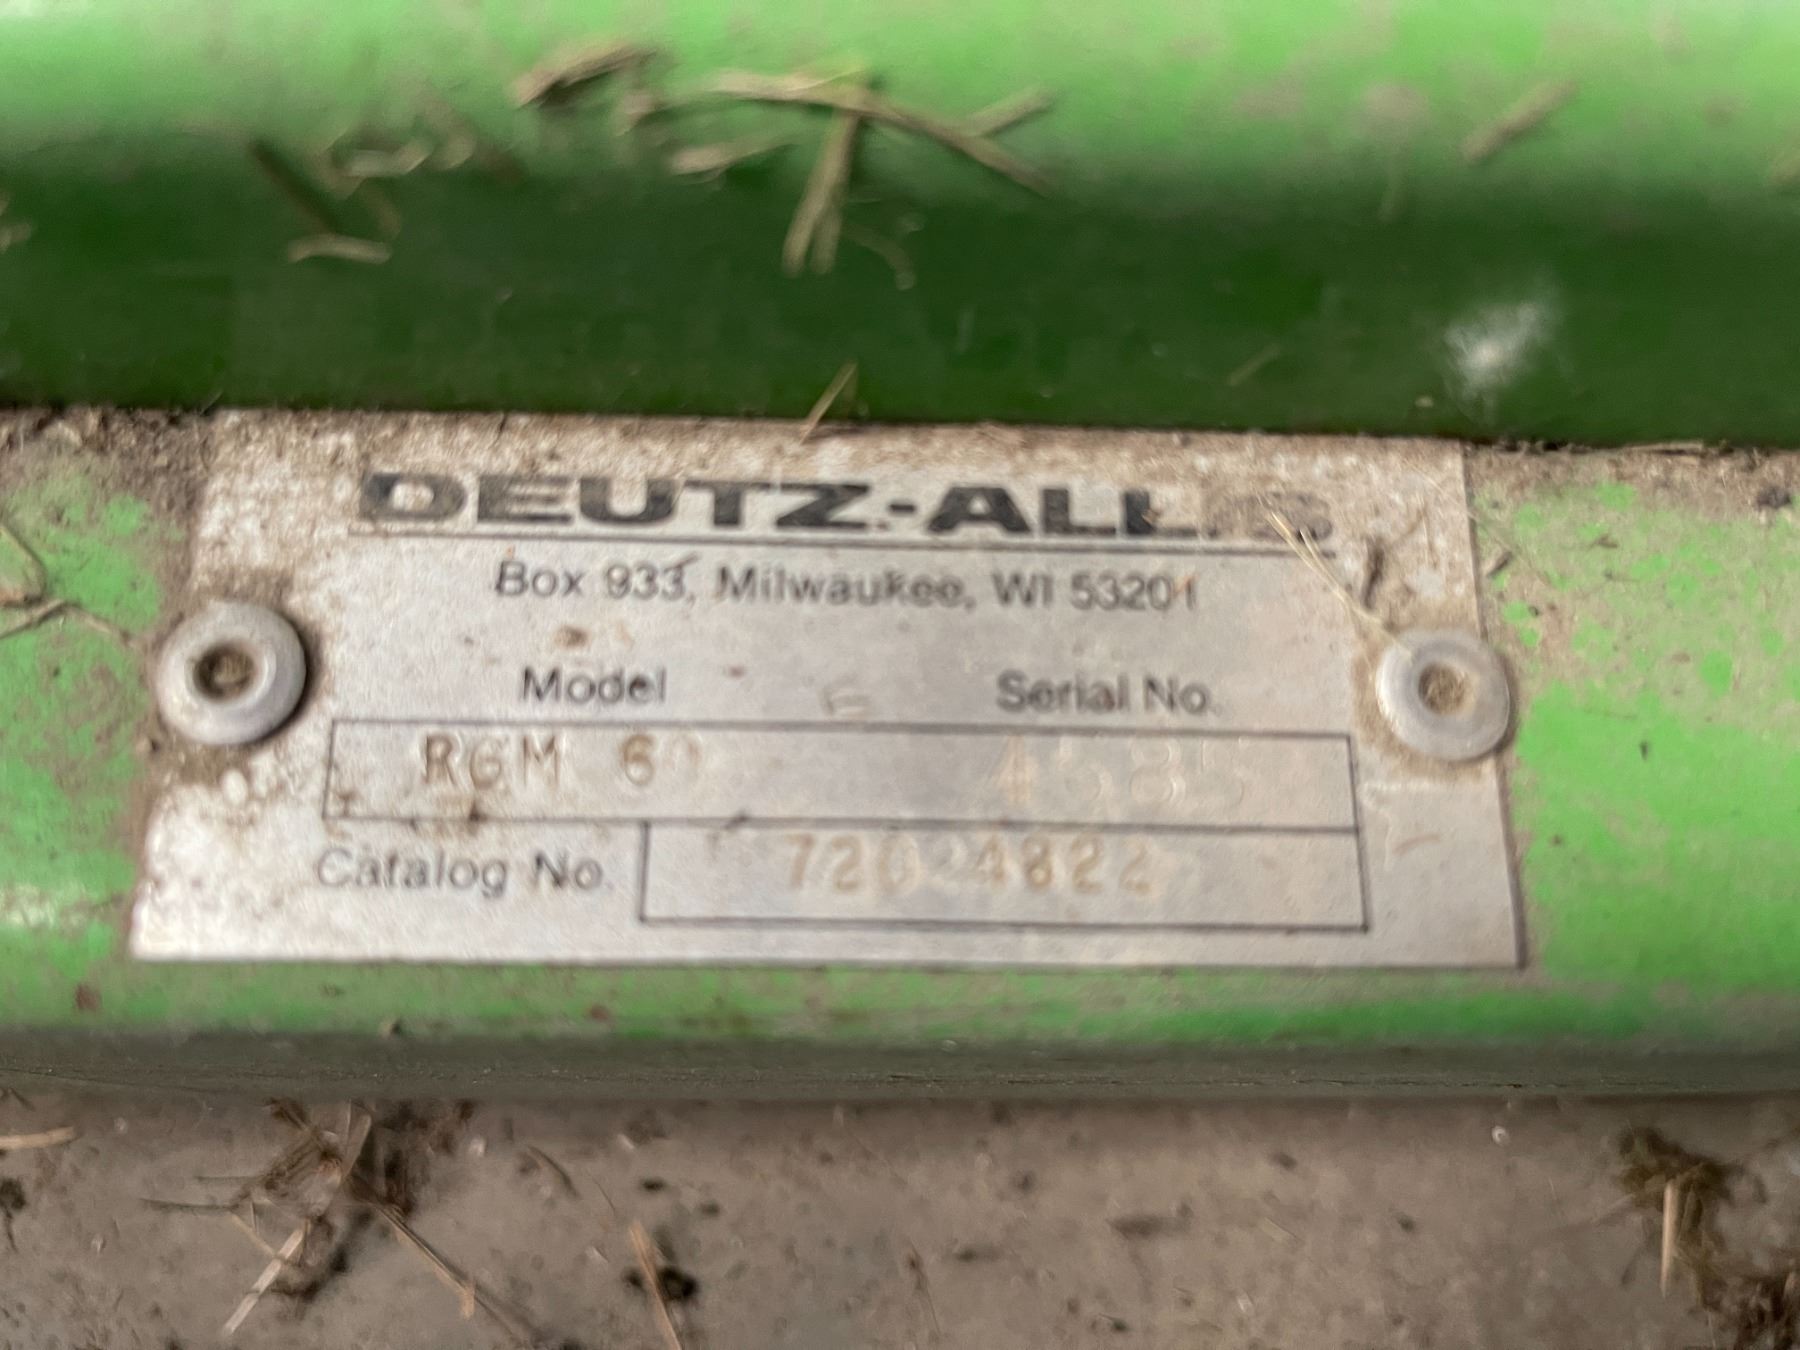 DEUTZ-ALLIS
Box 933, Milwaukee, WI 53201
Model Serial No.
RGM 60 4585
Catalog No. 72024822